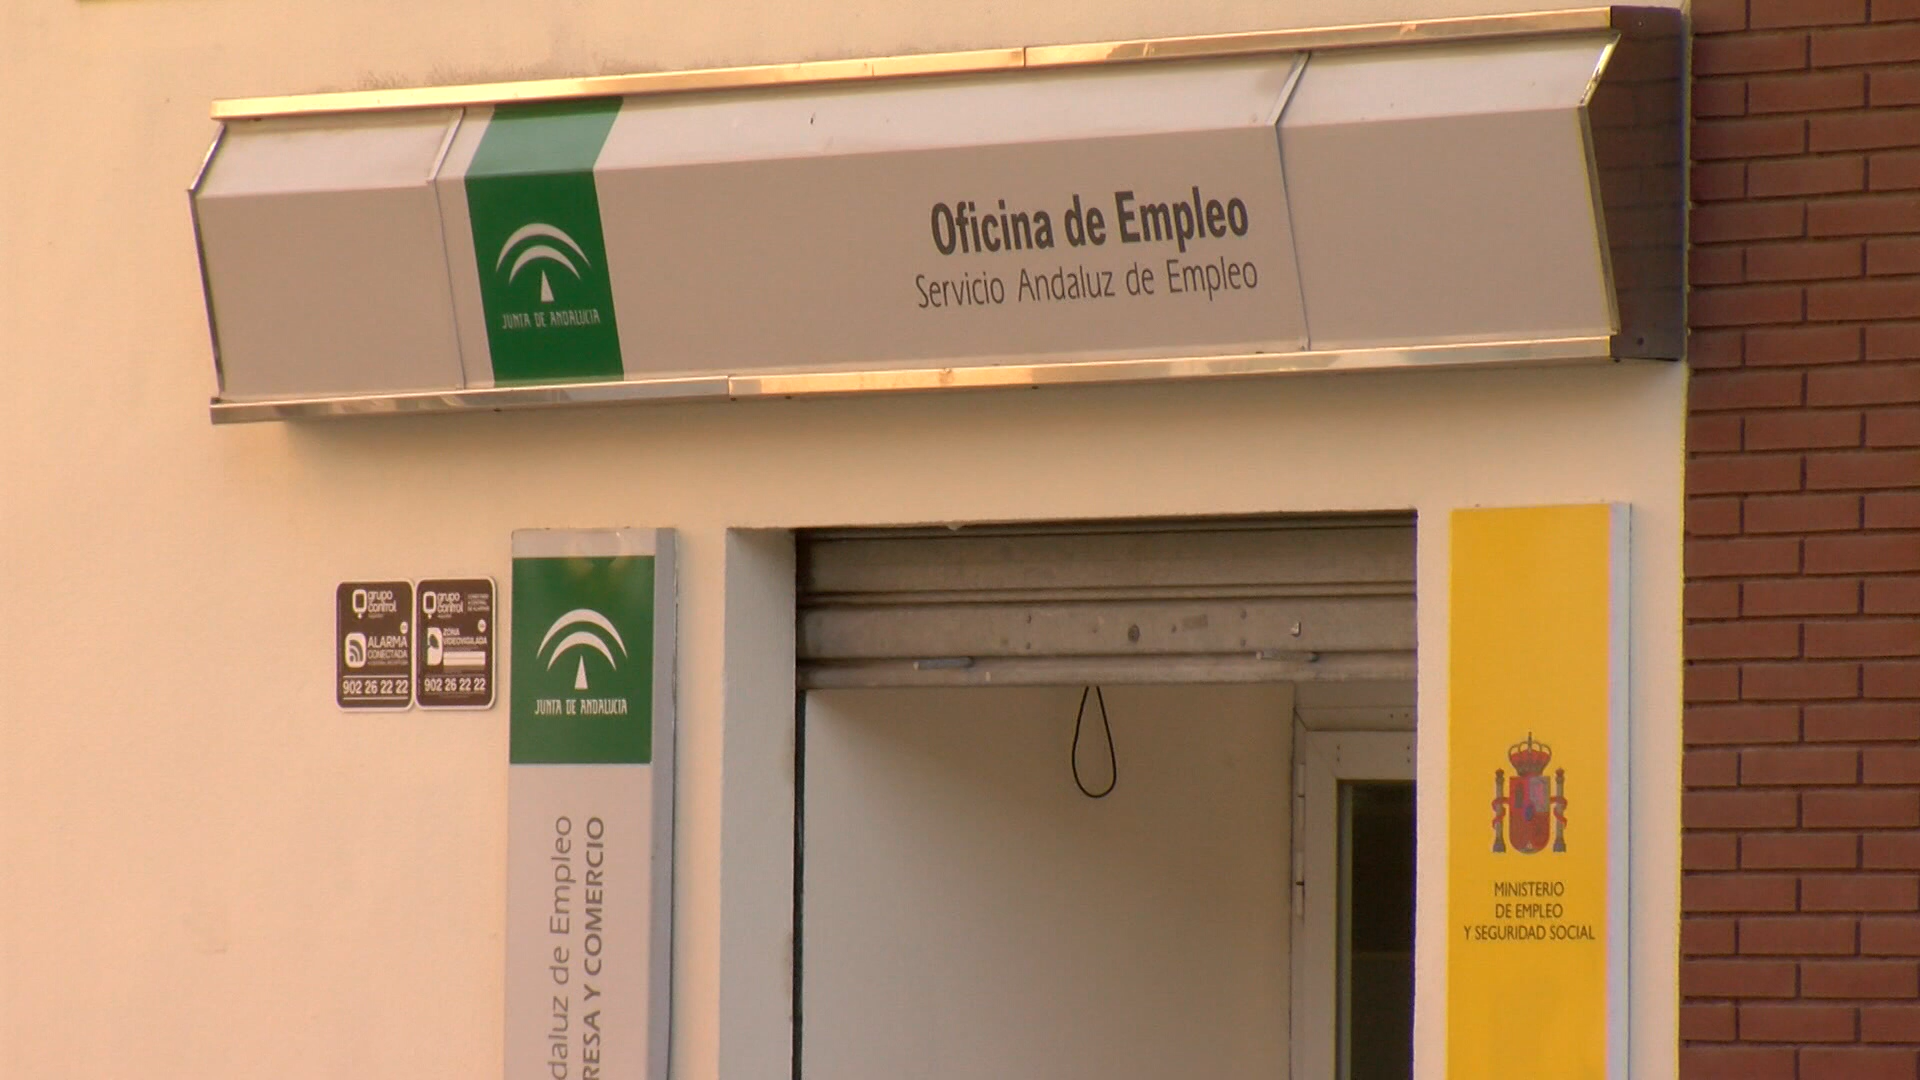 JUNTA DE ANDALUCIA
Oficina de Empleo
Servicio Andaluz de Empleo
grupo
control
ALARMA
CONECTADA
902 26 22 22
grupo
control
ZONA
VIDEOVIGILADA
902 26 22 22
JUNTA DE ANDALUCIA
daluz de Empleo
RESA Y COMERCIO
MINISTERIO
DE EMPLEO
Y SEGURIDAD SOCIAL